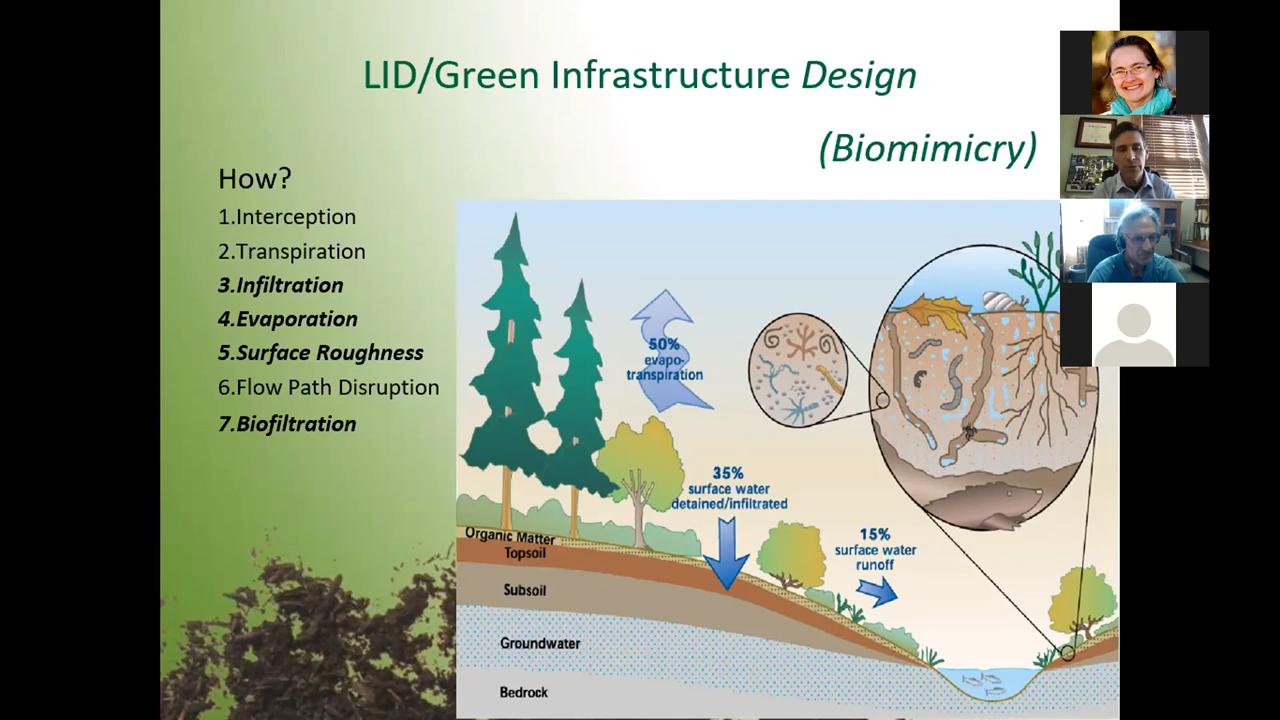 LID/Green Infrastructure Design
(Biomimicry)
How?
1.Interception
2.Transpiration
3.Infiltration
4.Evaporation
5.Surface Roughness
6.Flow Path Disruption
7.Biofiltration
50%
evapo-
transpiration
35%
surface water
detained/infiltrated
15%
surface water
runoff
Organic Matter
Topsoil
Subsoil
Groundwater
Bedrock